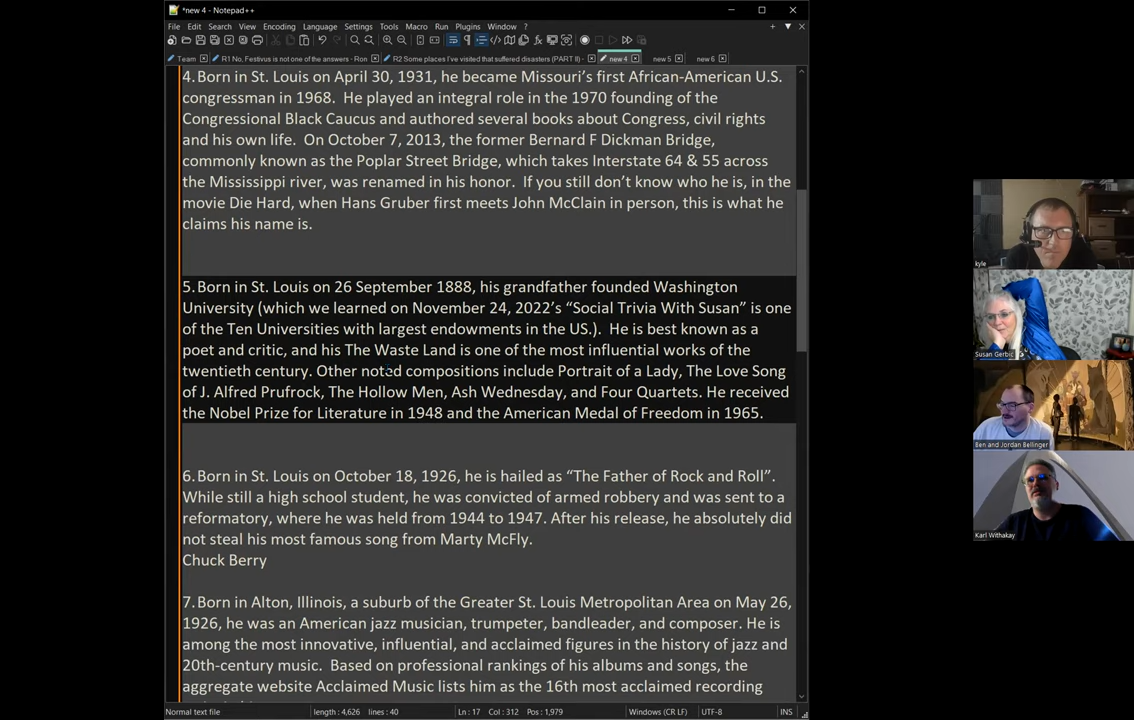 *new 4 - Notepad++
File Edit Search View Encoding Language Settings Tools Macro Run Plugins Window ?
Team R1 No, Festivus is not one of the answers - Ron R2 Some places I've visited that suffered disasters (PART II) new 4 new 5 new 6
4. Born in St. Louis on April 30, 1931, he became Missouri's first African-American U.S.
congressman in 1968.  He played an integral role in the 1970 founding of the
Congressional Black Caucus and authored several books about Congress, civil rights
and his own life.  On October 7, 2013, the former Bernard F Dickman Bridge,
commonly known as the Poplar Street Bridge, which takes Interstate 64 & 55 across
the Mississippi river, was renamed in his honor.  If you still don't know who he is, in the
movie Die Hard, when Hans Gruber first meets John McClain in person, this is what he
claims his name is.
5. Born in St. Louis on 26 September 1888, his grandfather founded Washington
University (which we learned on November 24, 2022's “Social Trivia With Susan” is one
of the Ten Universities with largest endowments in the US.).  He is best known as a
poet and critic, and his The Waste Land is one of the most influential works of the
twentieth century. Other noted compositions include Portrait of a Lady, The Love Song
of J. Alfred Prufrock, The Hollow Men, Ash Wednesday, and Four Quartets. He received
the Nobel Prize for Literature in 1948 and the American Medal of Freedom in 1965.
6. Born in St. Louis on October 18, 1926, he is hailed as “The Father of Rock and Roll”.
While still a high school student, he was convicted of armed robbery and was sent to a
reformatory, where he was held from 1944 to 1947. After his release, he absolutely did
not steal his most famous song from Marty McFly.
Chuck Berry
7. Born in Alton, Illinois, a suburb of the Greater St. Louis Metropolitan Area on May 26,
1926, he was an American jazz musician, trumpeter, bandleader, and composer. He is
among the most innovative, influential, and acclaimed figures in the history of jazz and
20th-century music.  Based on professional rankings of his albums and songs, the
aggregate website Acclaimed Music lists him as the 16th most acclaimed recording
Normal text file length : 4,626 lines : 40 Ln : 17 Col : 312 Pos : 1,979 Windows (CR LF) UTF-8 INS
kyle
Susan Gerbic
Ben and Jordan Bellinger
Karl Withakay